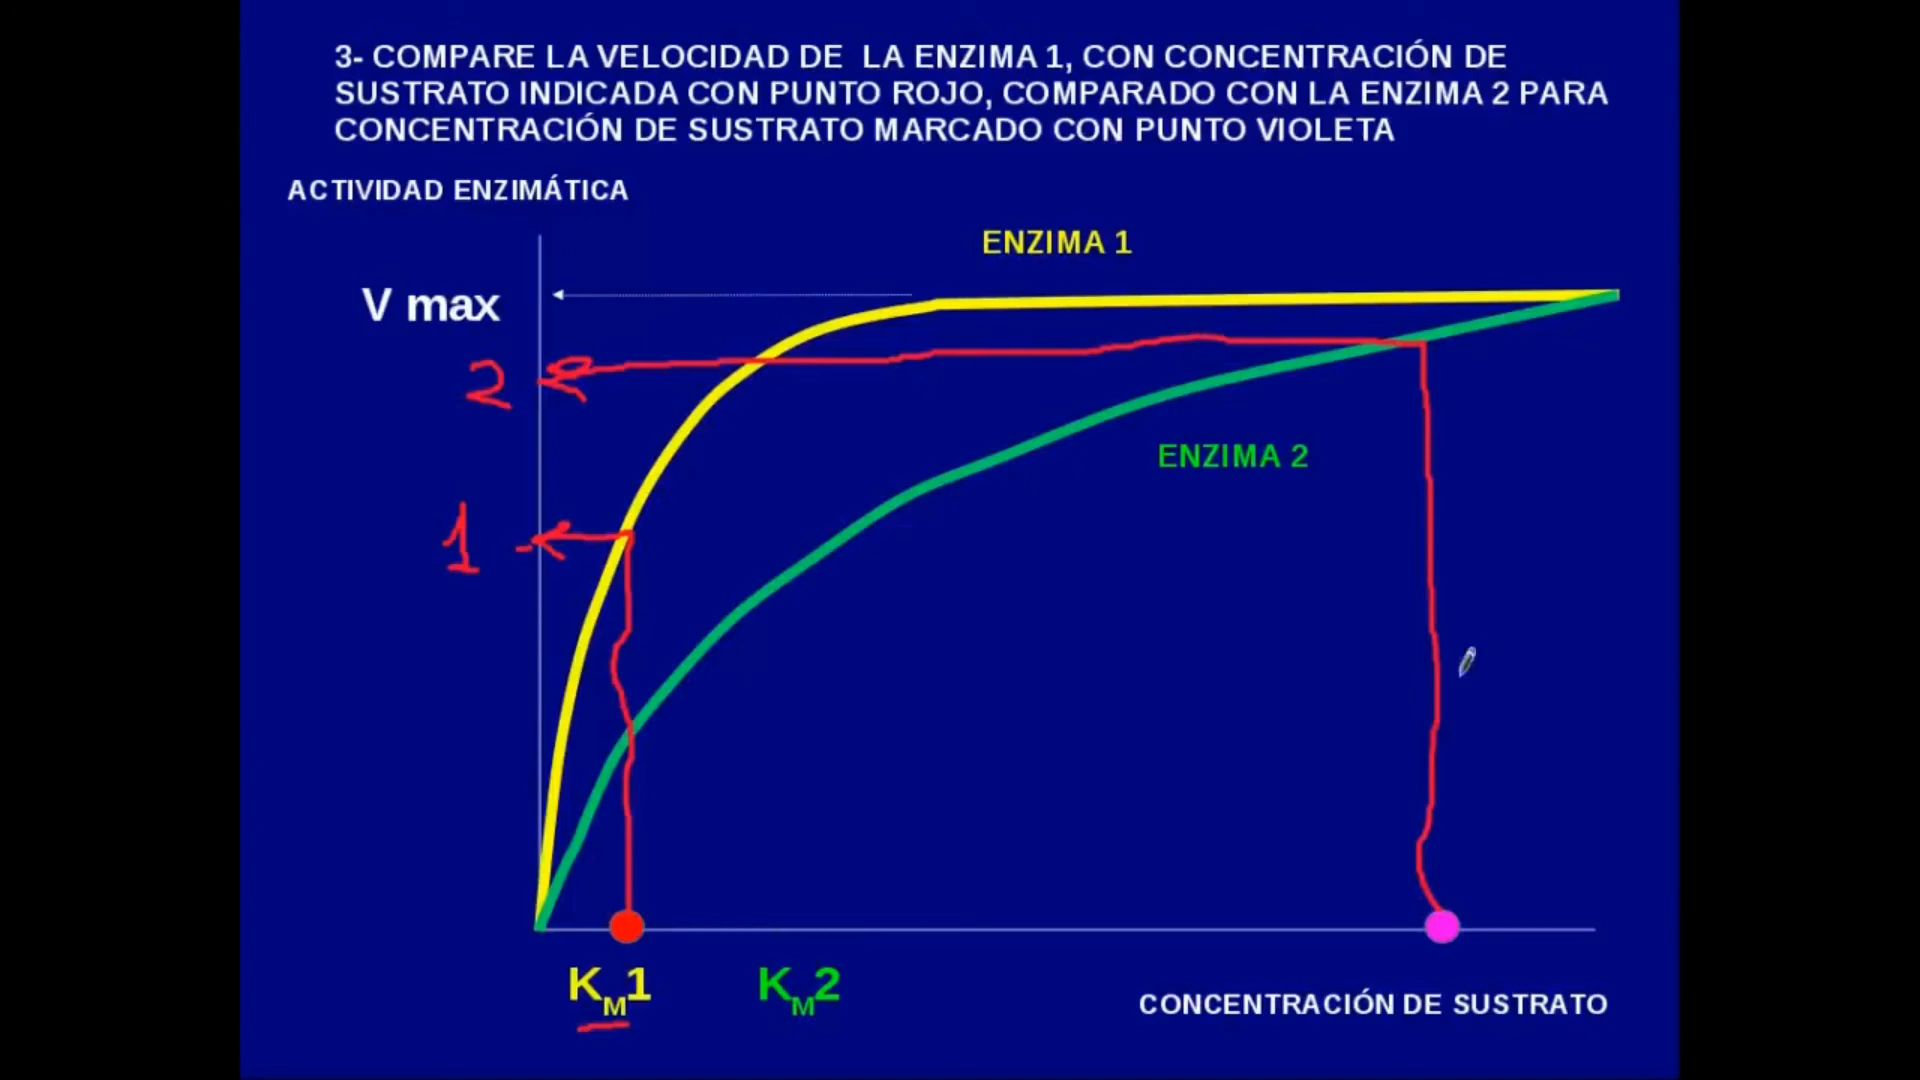 3- COMPARE LA VELOCIDAD DE LA ENZIMA 1, CON CONCENTRACIÓN DE
SUSTRATO INDICADA CON PUNTO ROJO, COMPARADO CON LA ENZIMA 2 PARA
CONCENTRACIÓN DE SUSTRATO MARCADO CON PUNTO VIOLETA
ACTIVIDAD ENZIMÁTICA
ENZIMA 1
V max
2
ENZIMA 2
1
KM1
KM2
CONCENTRACIÓN DE SUSTRATO